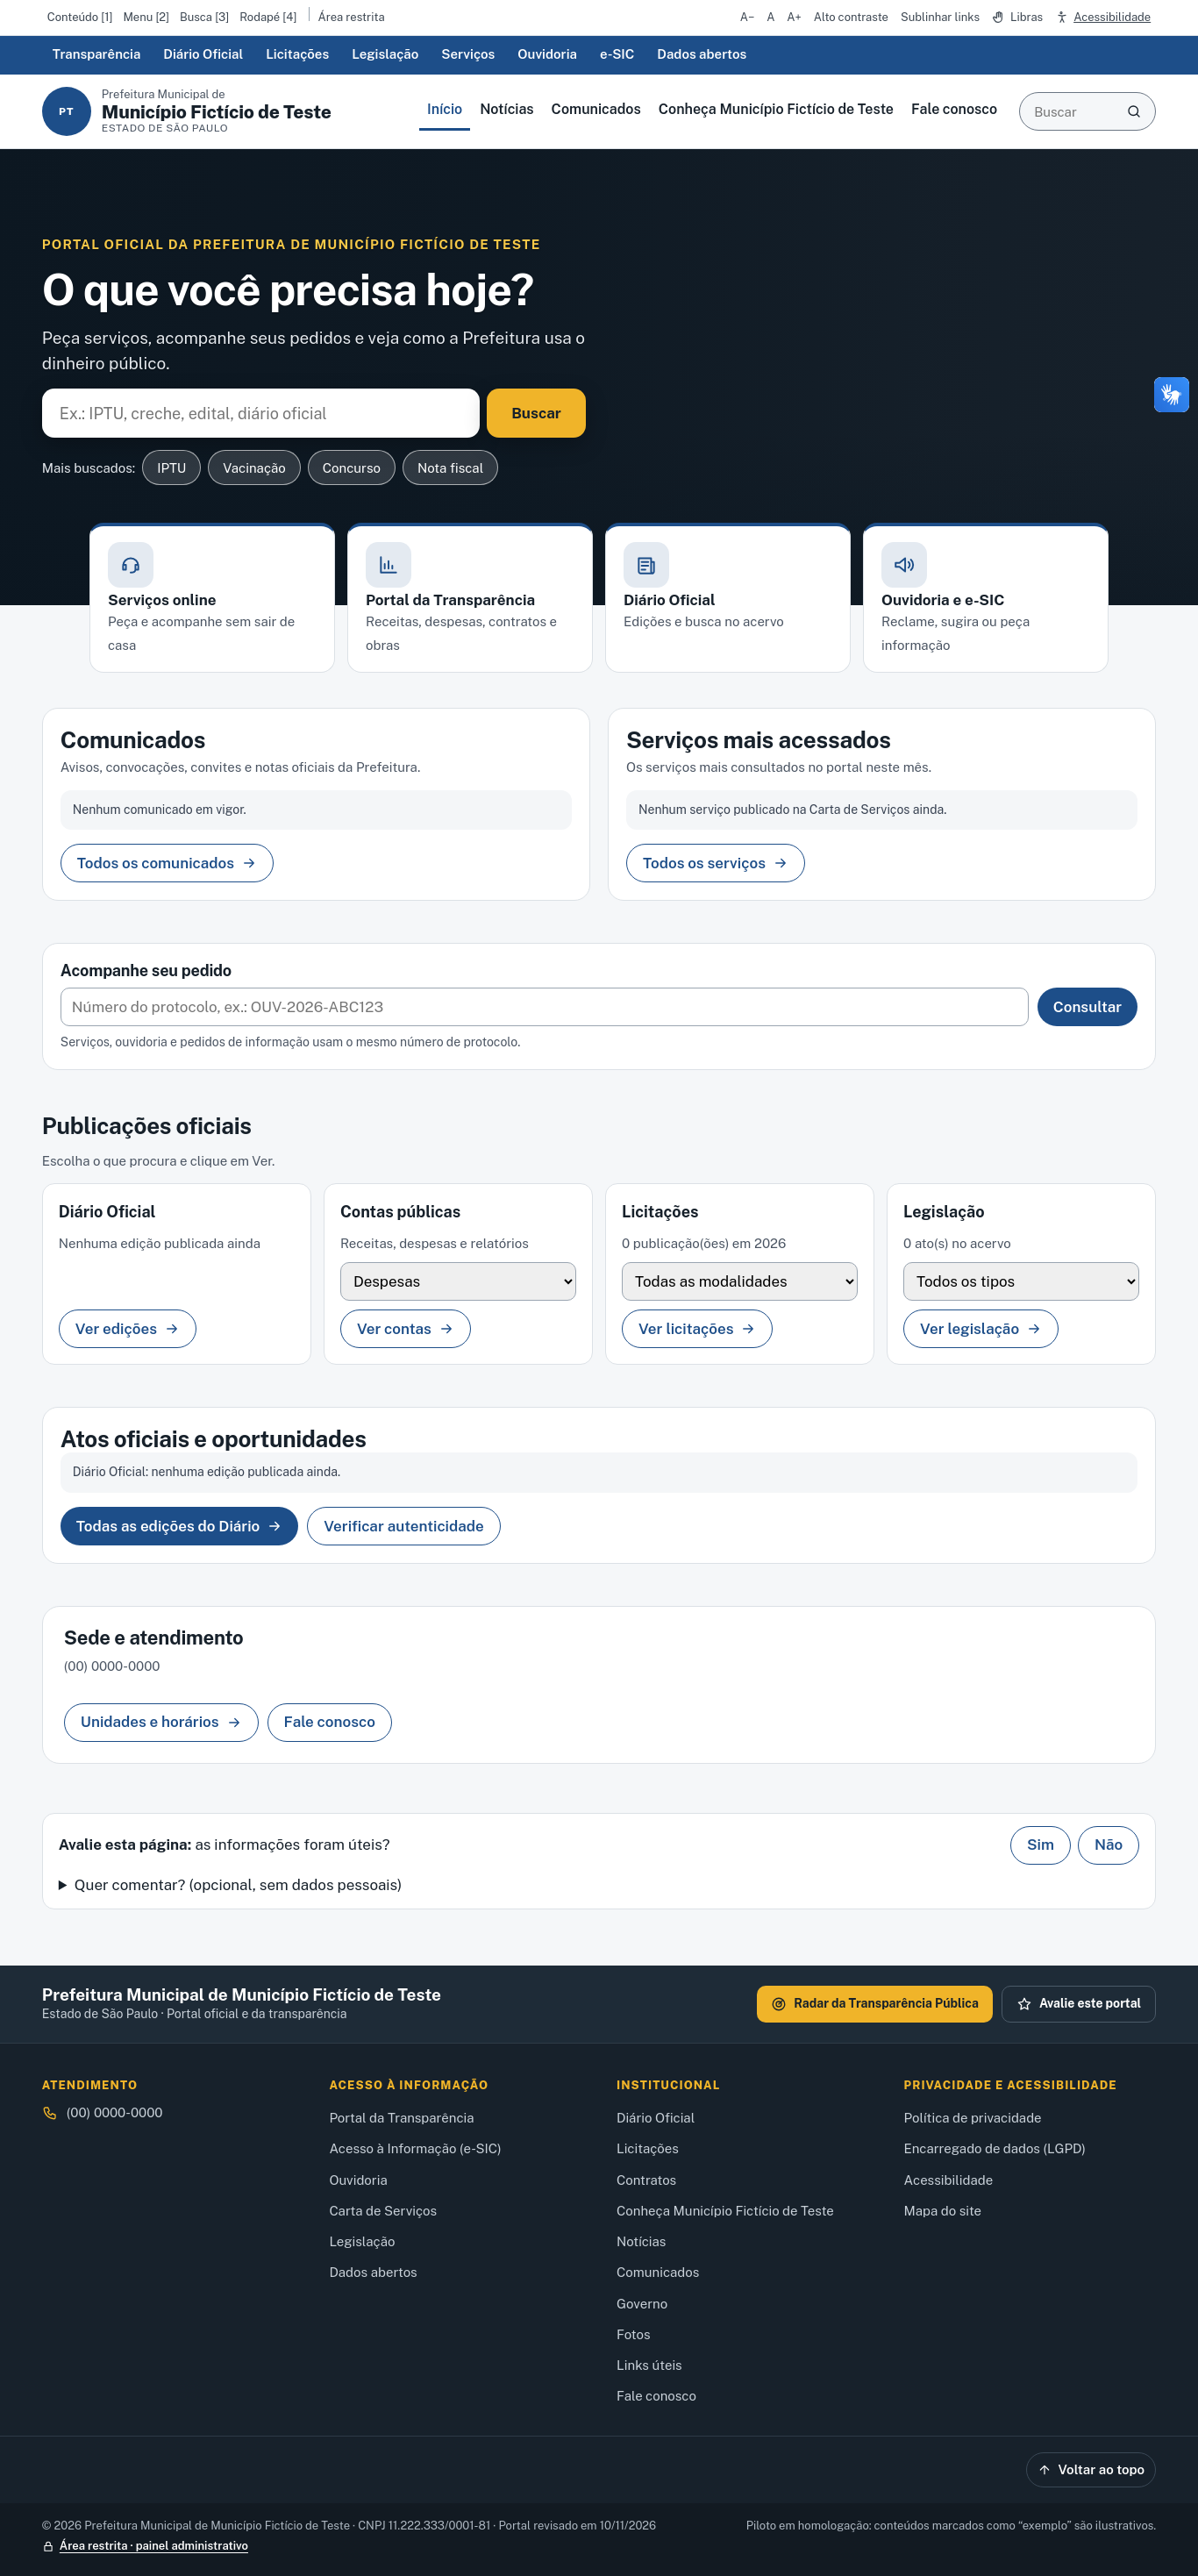 Conteúdo [1] Menu [2] Busca [3] Rodapé [4] Área restrita A− A A+ Alto contraste Sublinhar links Libras Acessibilidade
Transparência Diário Oficial Licitações Legislação Serviços Ouvidoria e-SIC Dados abertos
PT
Prefeitura Municipal de
Município Fictício de Teste
ESTADO DE SÃO PAULO
Início Notícias Comunicados Conheça Município Fictício de Teste Fale conosco Buscar
PORTAL OFICIAL DA PREFEITURA DE MUNICÍPIO FICTÍCIO DE TESTE
O que você precisa hoje?
Peça serviços, acompanhe seus pedidos e veja como a Prefeitura usa o
dinheiro público.
Ex.: IPTU, creche, edital, diário oficial Buscar
Mais buscados: IPTU Vacinação Concurso Nota fiscal
Serviços online
Peça e acompanhe sem sair de
casa
Portal da Transparência
Receitas, despesas, contratos e
obras
Diário Oficial
Edições e busca no acervo
Ouvidoria e e-SIC
Reclame, sugira ou peça
informação
Comunicados
Avisos, convocações, convites e notas oficiais da Prefeitura.
Nenhum comunicado em vigor.
Todos os comunicados →
Serviços mais acessados
Os serviços mais consultados no portal neste mês.
Nenhum serviço publicado na Carta de Serviços ainda.
Todos os serviços →
Acompanhe seu pedido
Número do protocolo, ex.: OUV-2026-ABC123 Consultar
Serviços, ouvidoria e pedidos de informação usam o mesmo número de protocolo.
Publicações oficiais
Escolha o que procura e clique em Ver.
Diário Oficial
Nenhuma edição publicada ainda
Ver edições →
Contas públicas
Receitas, despesas e relatórios
Despesas
Ver contas →
Licitações
0 publicação(ões) em 2026
Todas as modalidades
Ver licitações →
Legislação
0 ato(s) no acervo
Todos os tipos
Ver legislação →
Atos oficiais e oportunidades
Diário Oficial: nenhuma edição publicada ainda.
Todas as edições do Diário → Verificar autenticidade
Sede e atendimento
(00) 0000-0000
Unidades e horários → Fale conosco
Avalie esta página: as informações foram úteis? Sim Não
▶ Quer comentar? (opcional, sem dados pessoais)
Prefeitura Municipal de Município Fictício de Teste
Estado de São Paulo · Portal oficial e da transparência
Radar da Transparência Pública Avalie este portal
ATENDIMENTO
(00) 0000-0000
ACESSO À INFORMAÇÃO
Portal da Transparência
Acesso à Informação (e-SIC)
Ouvidoria
Carta de Serviços
Legislação
Dados abertos
INSTITUCIONAL
Diário Oficial
Licitações
Contratos
Conheça Município Fictício de Teste
Notícias
Comunicados
Governo
Fotos
Links úteis
Fale conosco
PRIVACIDADE E ACESSIBILIDADE
Política de privacidade
Encarregado de dados (LGPD)
Acessibilidade
Mapa do site
↑ Voltar ao topo
© 2026 Prefeitura Municipal de Município Fictício de Teste · CNPJ 11.222.333/0001-81 · Portal revisado em 10/11/2026
Piloto em homologação: conteúdos marcados como “exemplo” são ilustrativos.
Área restrita · painel administrativo